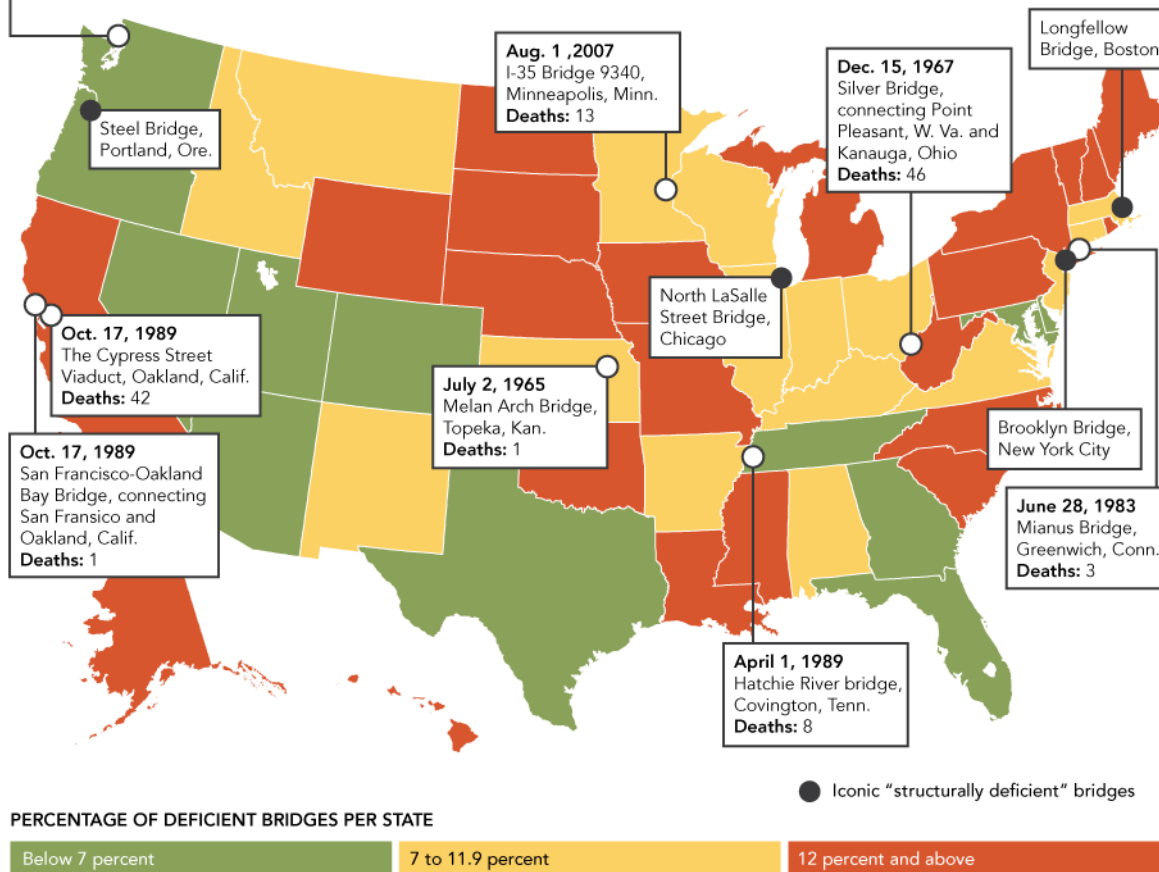 Longfellow
Bridge, Boston
Aug. 1 ,2007
I-35 Bridge 9340,
Minneapolis, Minn.
Deaths: 13
Dec. 15, 1967
Silver Bridge,
connecting Point
Pleasant, W. Va. and
Kanauga, Ohio
Deaths: 46
Steel Bridge,
Portland, Ore.
North LaSalle
Street Bridge,
Chicago
Oct. 17, 1989
The Cypress Street
Viaduct, Oakland, Calif.
Deaths: 42
July 2, 1965
Melan Arch Bridge,
Topeka, Kan.
Deaths: 1
Brooklyn Bridge,
New York City
Oct. 17, 1989
San Francisco-Oakland
Bay Bridge, connecting
San Fransico and
Oakland, Calif.
Deaths: 1
June 28, 1983
Mianus Bridge,
Greenwich, Conn.
Deaths: 3
April 1, 1989
Hatchie River bridge,
Covington, Tenn.
Deaths: 8
Iconic “structurally deficient” bridges
PERCENTAGE OF DEFICIENT BRIDGES PER STATE
Below 7 percent
7 to 11.9 percent
12 percent and above